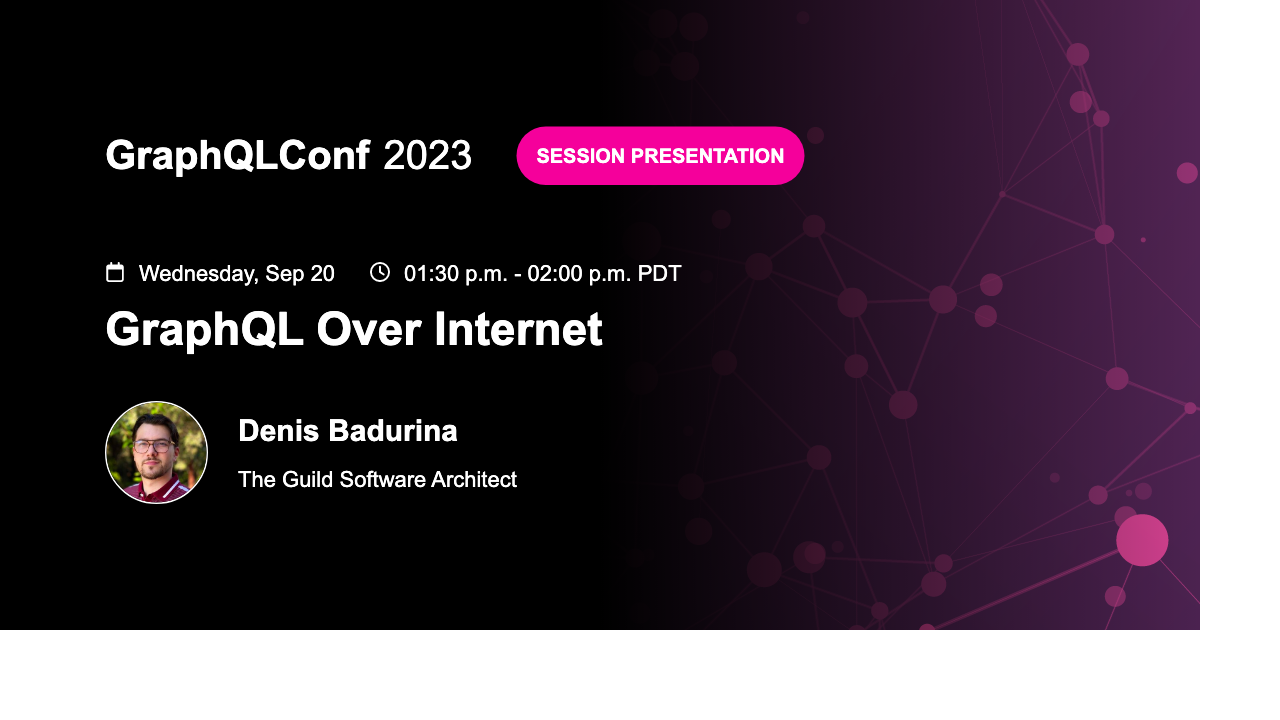 GraphQLConf 2023
SESSION PRESENTATION
Wednesday, Sep 20
01:30 p.m. - 02:00 p.m. PDT
GraphQL Over Internet
Denis Badurina
The Guild Software Architect